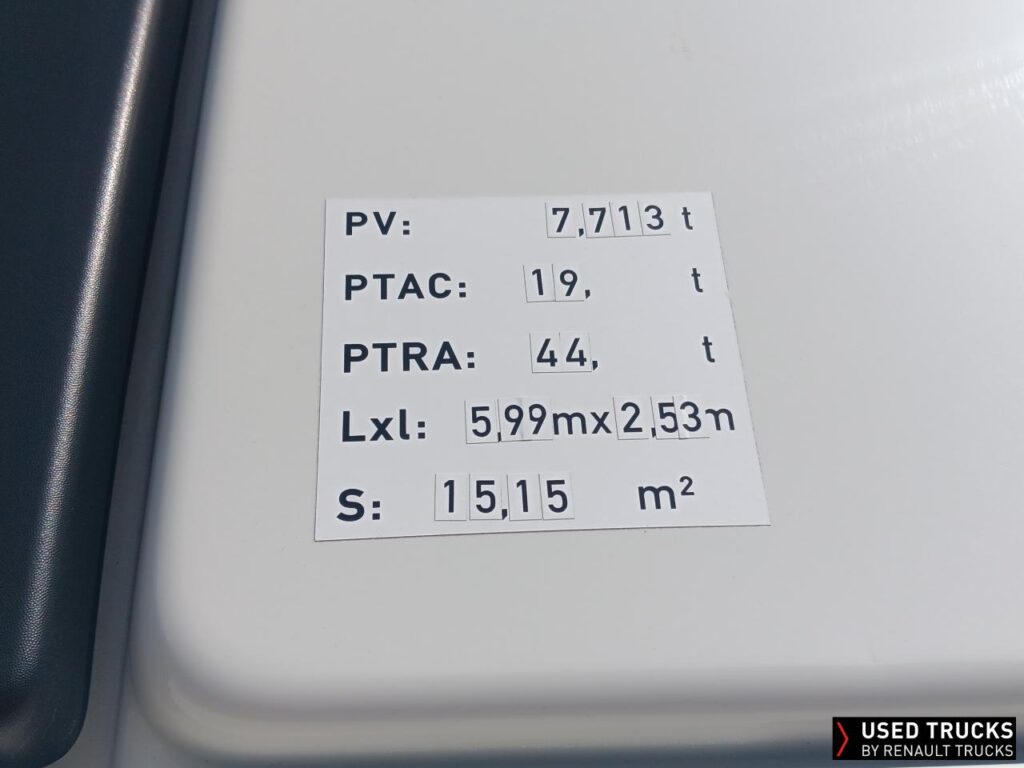 PV: 7,713 t
PTAC: 19, t
PTRA: 44, t
Lxl: 5,99mx2,53m
S: 15,15 m²
USED TRUCKS
BY RENAULT TRUCKS